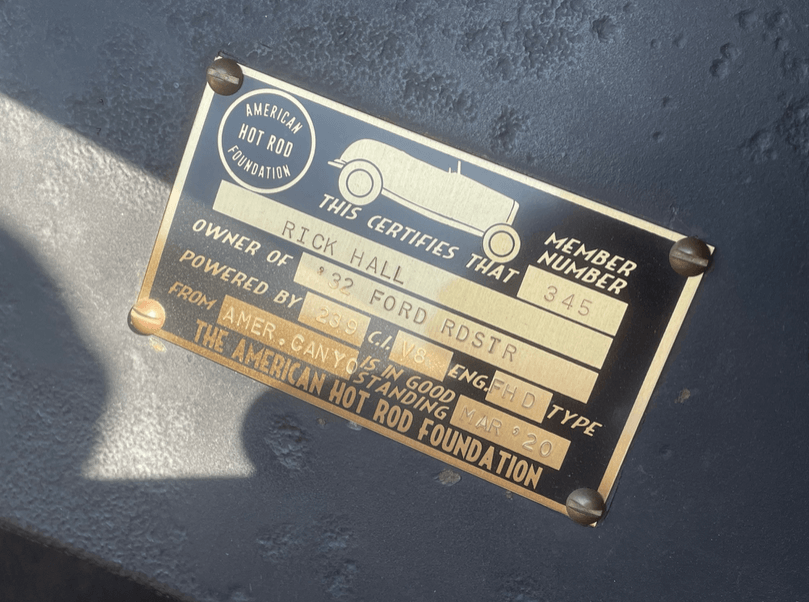 AMERICAN
HOT ROD
FOUNDATION
THIS CERTIFIES THAT
MEMBER
NUMBER
RICK HALL
345
OWNER OF '32 FORD RDSTR
POWERED BY 239 C.I. V8 ENG. FHD TYPE
FROM AMER.CANYO IS IN GOOD
STANDING MAR '20
THE AMERICAN HOT ROD FOUNDATION